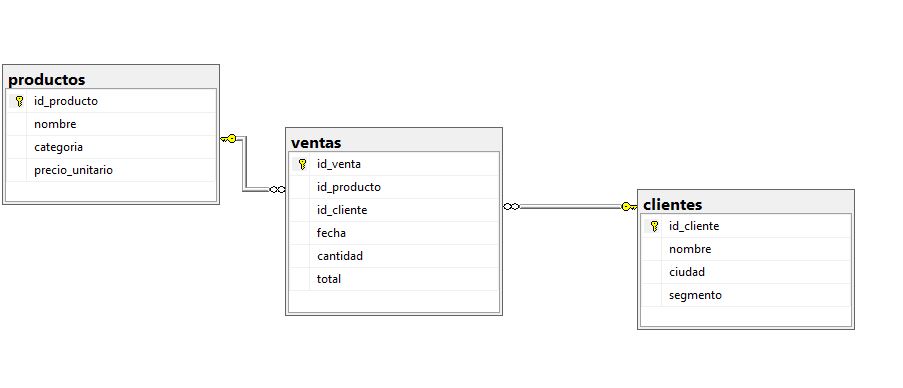 productos
id_producto
nombre
categoria
precio_unitario
ventas
id_venta
id_producto
id_cliente
fecha
cantidad
total
clientes
id_cliente
nombre
ciudad
segmento